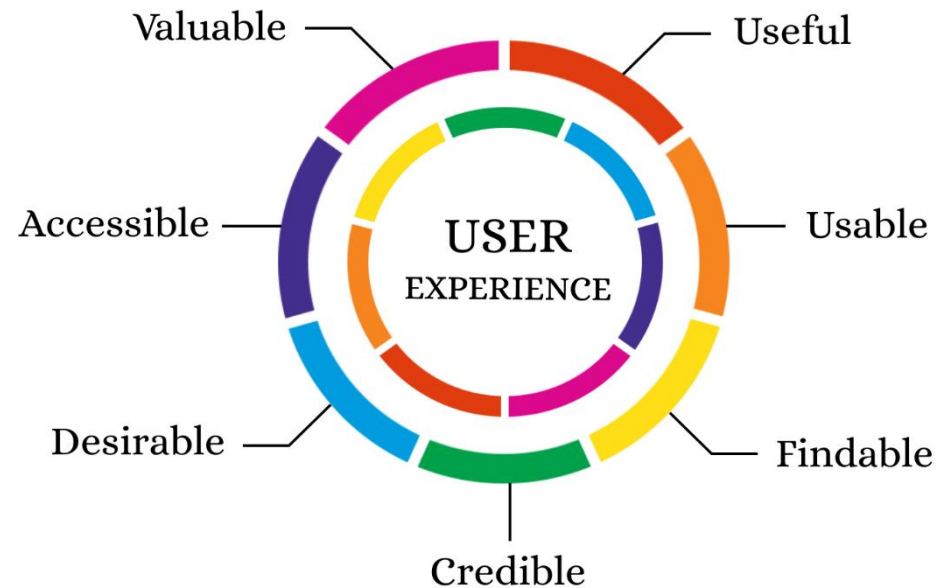 Valuable
Useful
Accessible
USER
EXPERIENCE
Usable
Desirable
Findable
Credible